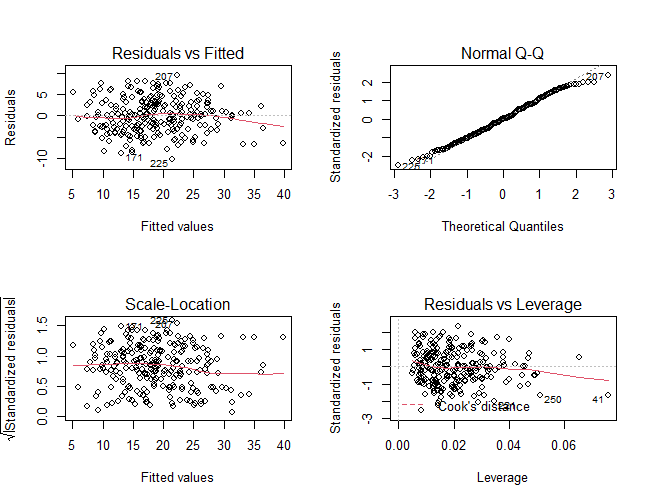 Residuals vs Fitted
Residuals
5
0
-10
207
171
225
5 10 15 20 25 30 35 40
Fitted values
Normal Q-Q
Standardized residuals
2
1
0
-2
207
225
-3 -2 -1 0 1 2 3
Theoretical Quantiles
Scale-Location
√|Standardized residuals|
1.5
1.0
0.5
0.0
225
207
171
5 10 15 20 25 30 35 40
Fitted values
Residuals vs Leverage
Standardized residuals
1
-1
-3
Cook's distance
250
41
0.00 0.02 0.04 0.06
Leverage